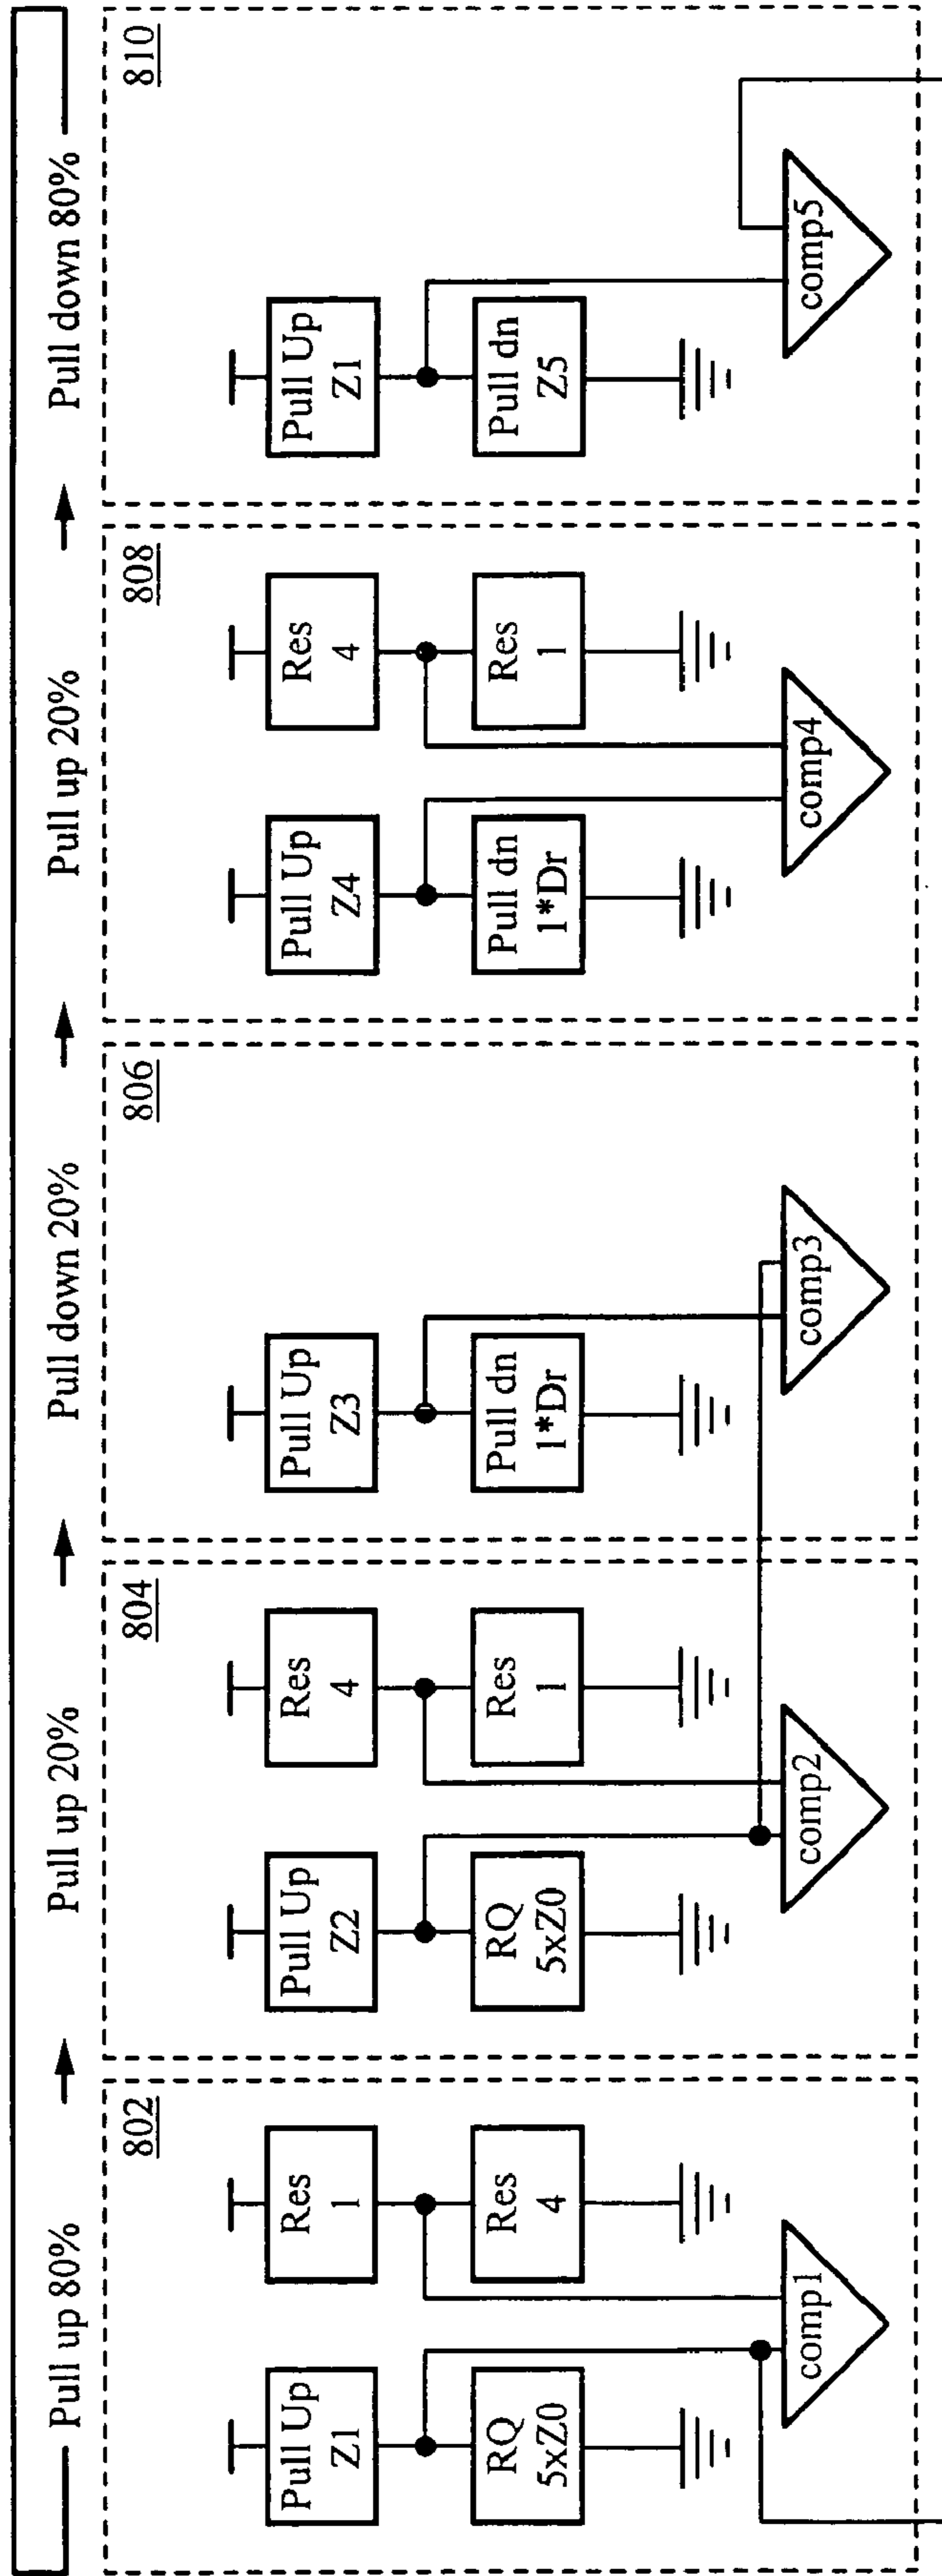 Pull up 80%
Pull up 20%
Pull down 20%
Pull up 20%
Pull down 80%
802
Pull Up
Z1
RQ
5xZ0
Res
1
Res
4
comp1
804
Pull Up
Z2
RQ
5xZ0
Res
4
Res
1
comp2
806
Pull Up
Z3
Pull dn
1*Dr
comp3
808
Pull Up
Z4
Pull dn
1*Dr
Res
4
Res
1
comp4
810
Pull Up
Z1
Pull dn
Z5
comp5